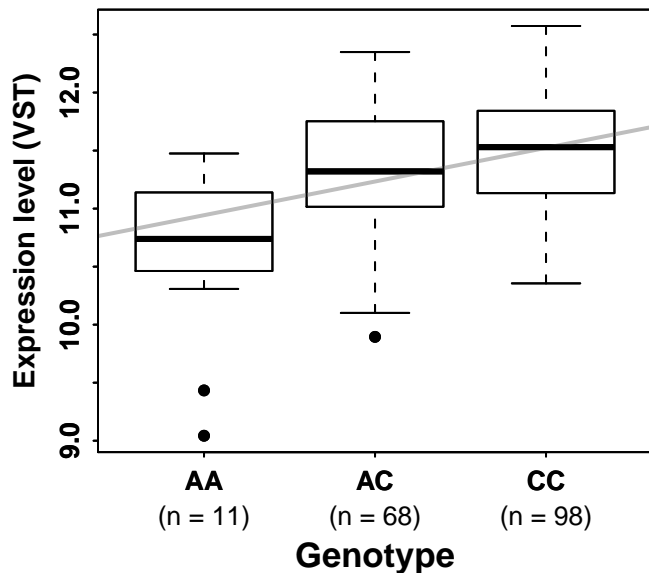 Expression level (VST)
12.0
11.0
10.0
9.0
AA AC CC
(n = 11) (n = 68) (n = 98)
Genotype